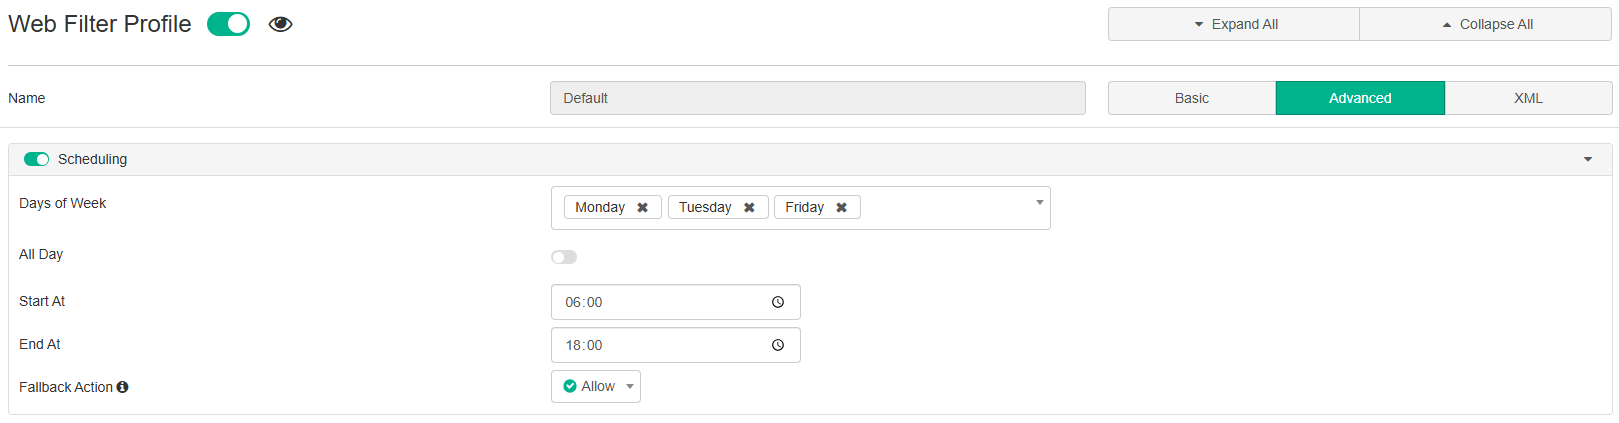 Web Filter Profile
Expand All
Collapse All
Name
Default
Basic
Advanced
XML
Scheduling
Days of Week
Monday
Tuesday
Friday
All Day
Start At
06:00
End At
18:00
Fallback Action
Allow